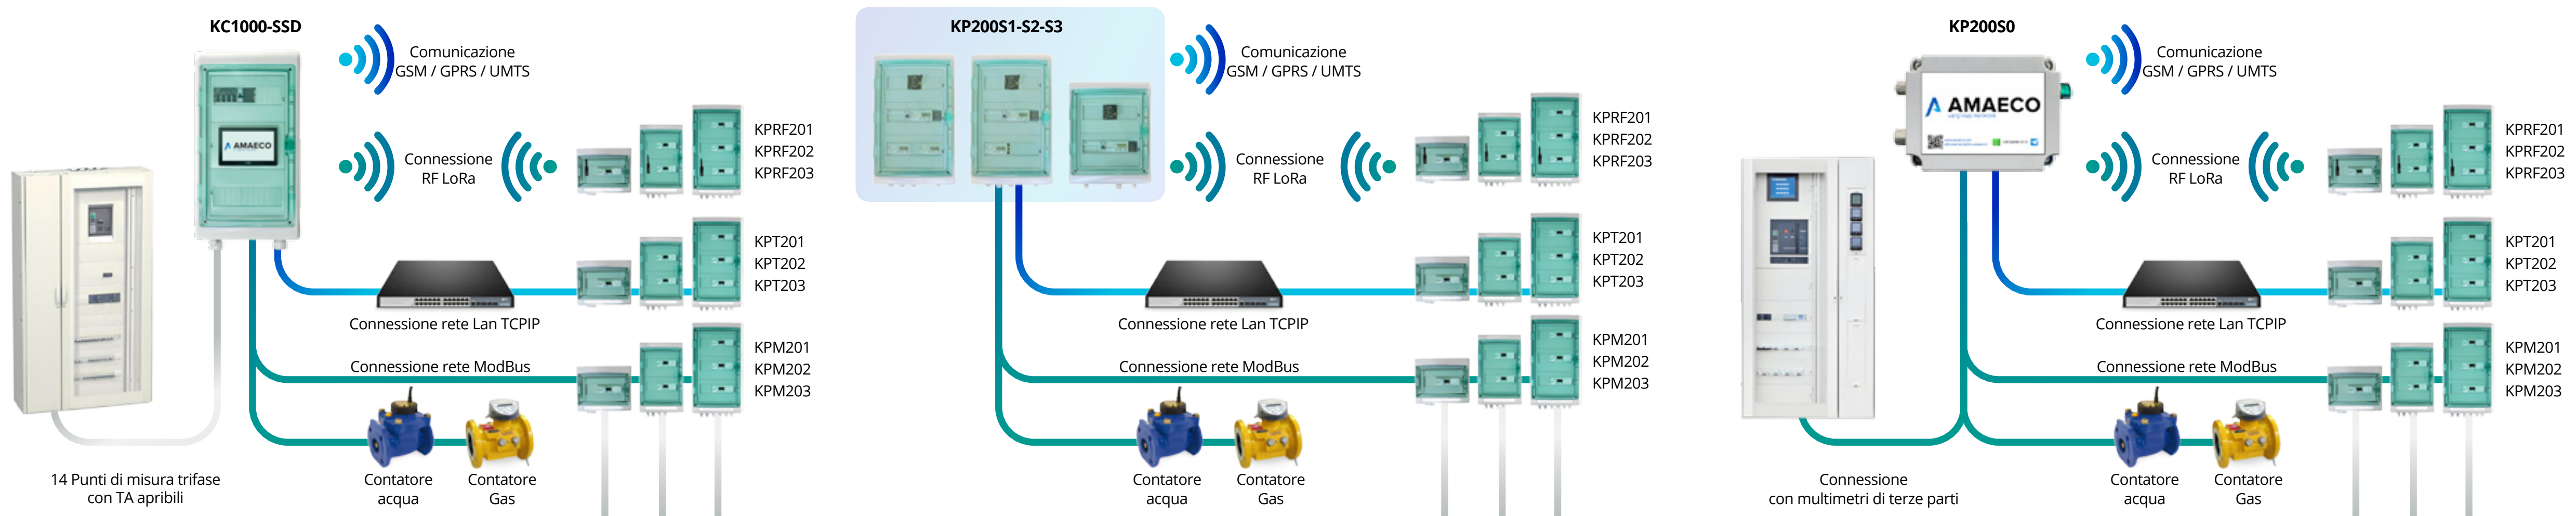 KC1000-SSD
Comunicazione
GSM / GPRS / UMTS
AMAECO
Connessione
RF LoRa
KPRF201
KPRF202
KPRF203
KPT201
KPT202
KPT203
Connessione rete Lan TCPIP
KPM201
KPM202
KPM203
Connessione rete ModBus
14 Punti di misura trifase
con TA apribili
Contatore
acqua
Contatore
Gas
KP200S1-S2-S3
Comunicazione
GSM / GPRS / UMTS
Connessione
RF LoRa
KPRF201
KPRF202
KPRF203
KPT201
KPT202
KPT203
Connessione rete Lan TCPIP
KPM201
KPM202
KPM203
Connessione rete ModBus
Contatore
acqua
Contatore
Gas
KP200S0
Comunicazione
GSM / GPRS / UMTS
AMAECO
Connessione
RF LoRa
KPRF201
KPRF202
KPRF203
KPT201
KPT202
KPT203
Connessione rete Lan TCPIP
KPM201
KPM202
KPM203
Connessione rete ModBus
Connessione
con multimetri di terze parti
Contatore
acqua
Contatore
Gas